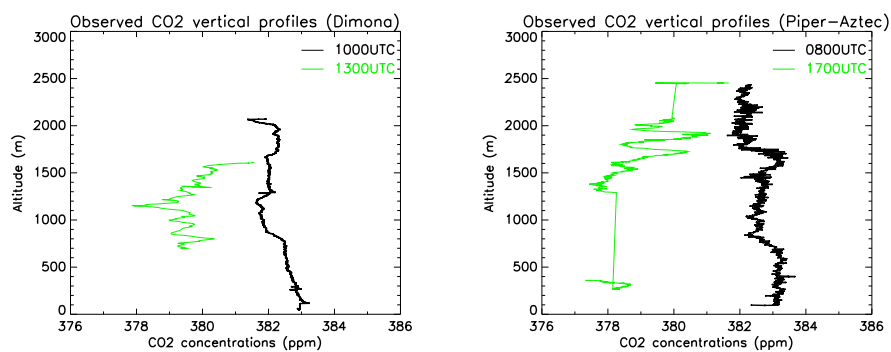 Observed CO2 vertical profiles (Dimona)
3000
2500
2000
1500
1000
500
0
Altitude (m)
1000UTC
1300UTC
376 378 380 382 384 386
CO2 concentrations (ppm)
Observed CO2 vertical profiles (Piper-Aztec)
3000
2500
2000
1500
1000
500
0
Altitude (m)
0800UTC
1700UTC
376 378 380 382 384 386
CO2 concentrations (ppm)